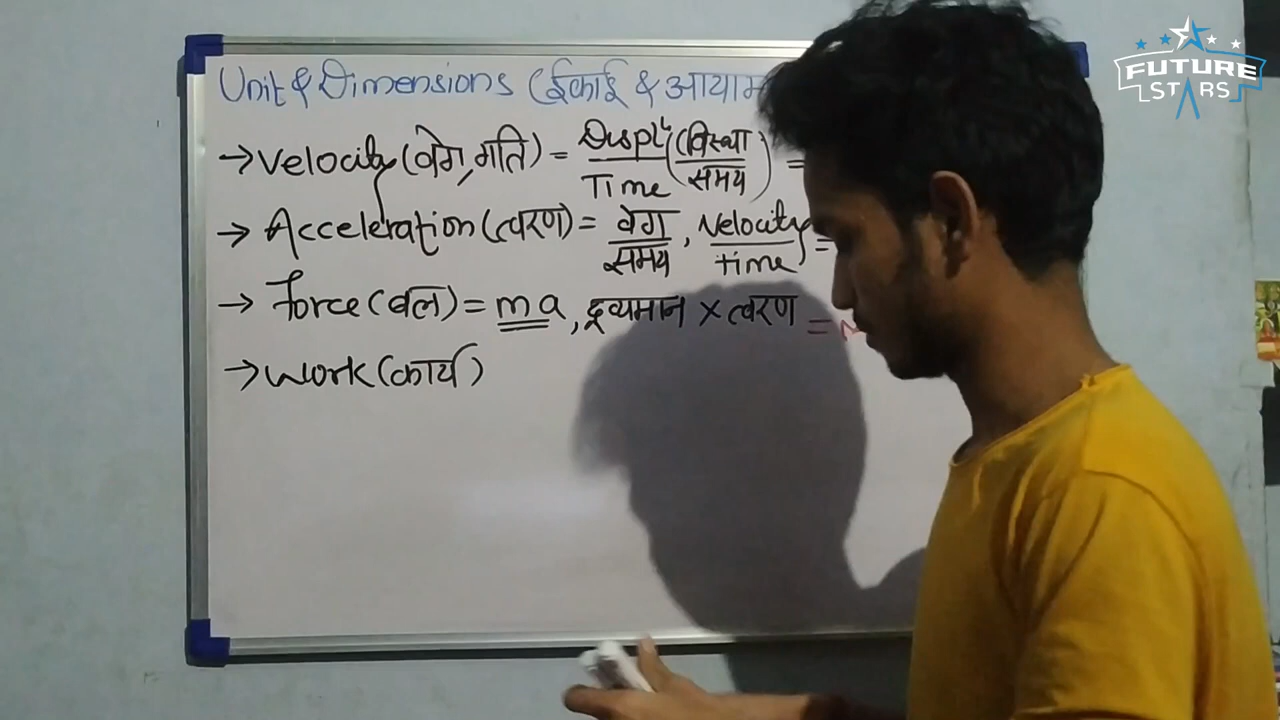 Unit & Dimensions (ईकाई & आयाम
→ Velocity (वेग, गति) = Displ/Time (विस्था/समय) =
→ Acceleration (त्वरण) = वेग/समय, Velocity/Time =
→ force (बल) = ma, द्रव्यमान × त्वरण =
→ Work (कार्य)
FUTURE
STARS